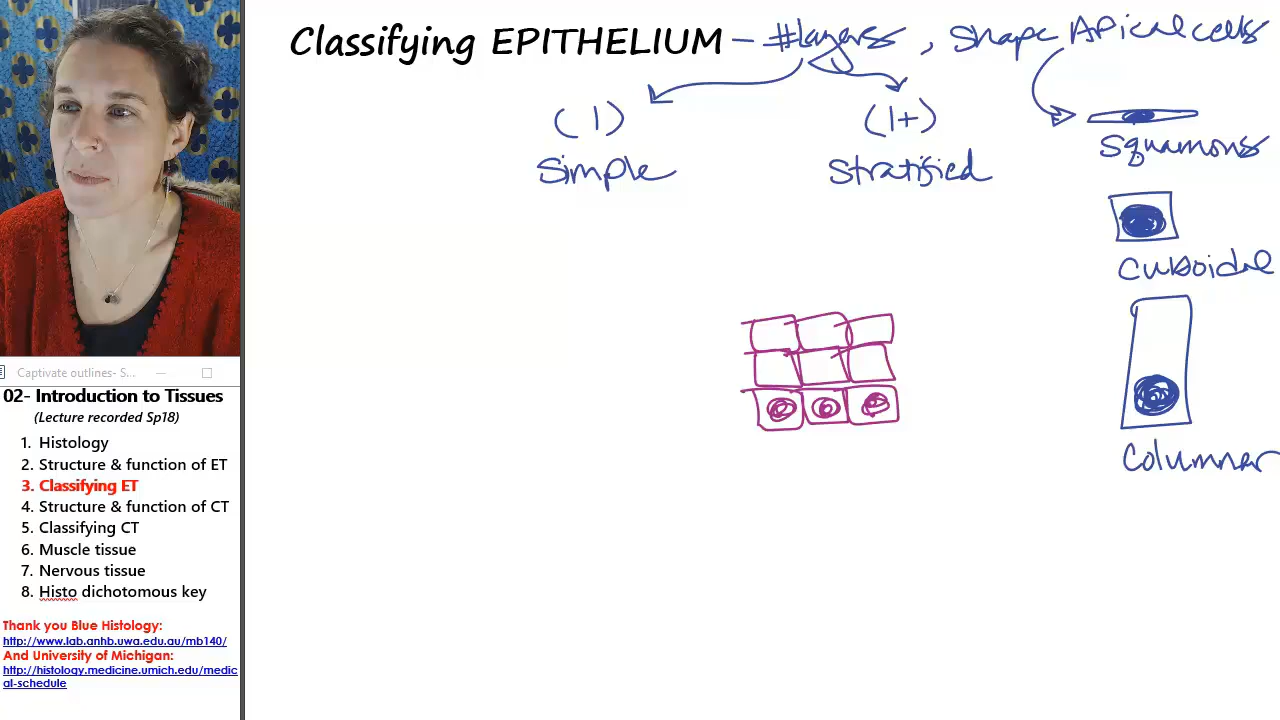 Classifying EPITHELIUM – #layers, Shape Apical cells
(1)
(1+)
Simple
Stratified
Squamous
Cuboidal
Columnar
Captivate outlines- S...
02- Introduction to Tissues
(Lecture recorded Sp18)
1. Histology
2. Structure & function of ET
3. Classifying ET
4. Structure & function of CT
5. Classifying CT
6. Muscle tissue
7. Nervous tissue
8. Histo dichotomous key
Thank you Blue Histology:
http://www.lab.anhb.uwa.edu.au/mb140/
And University of Michigan:
http://histology.medicine.umich.edu/medic
al-schedule